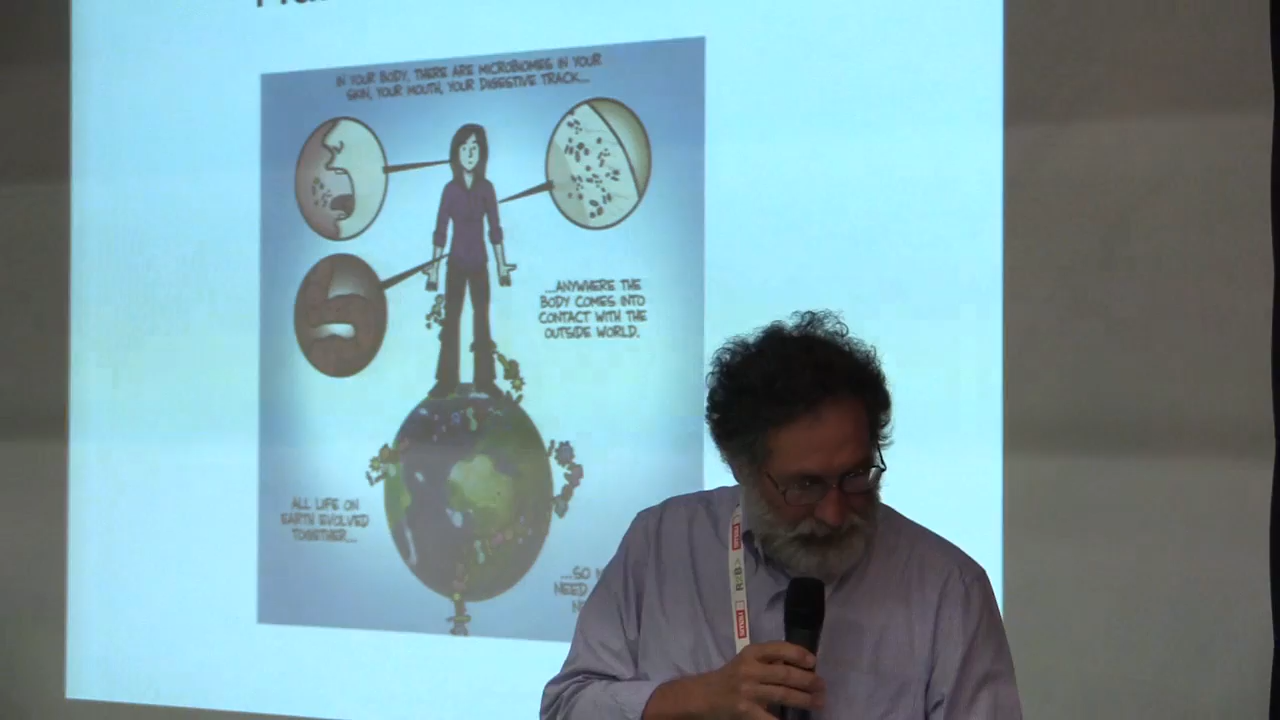 IN YOUR BODY, THERE ARE MICROBIOMES IN YOUR
SKIN, YOUR MOUTH, YOUR DIGESTIVE TRACK...
...ANYWHERE THE
BODY COMES INTO
CONTACT WITH THE
OUTSIDE WORLD.
ALL LIFE ON
EARTH EVOLVED
TOGETHER...
...SO
NEED